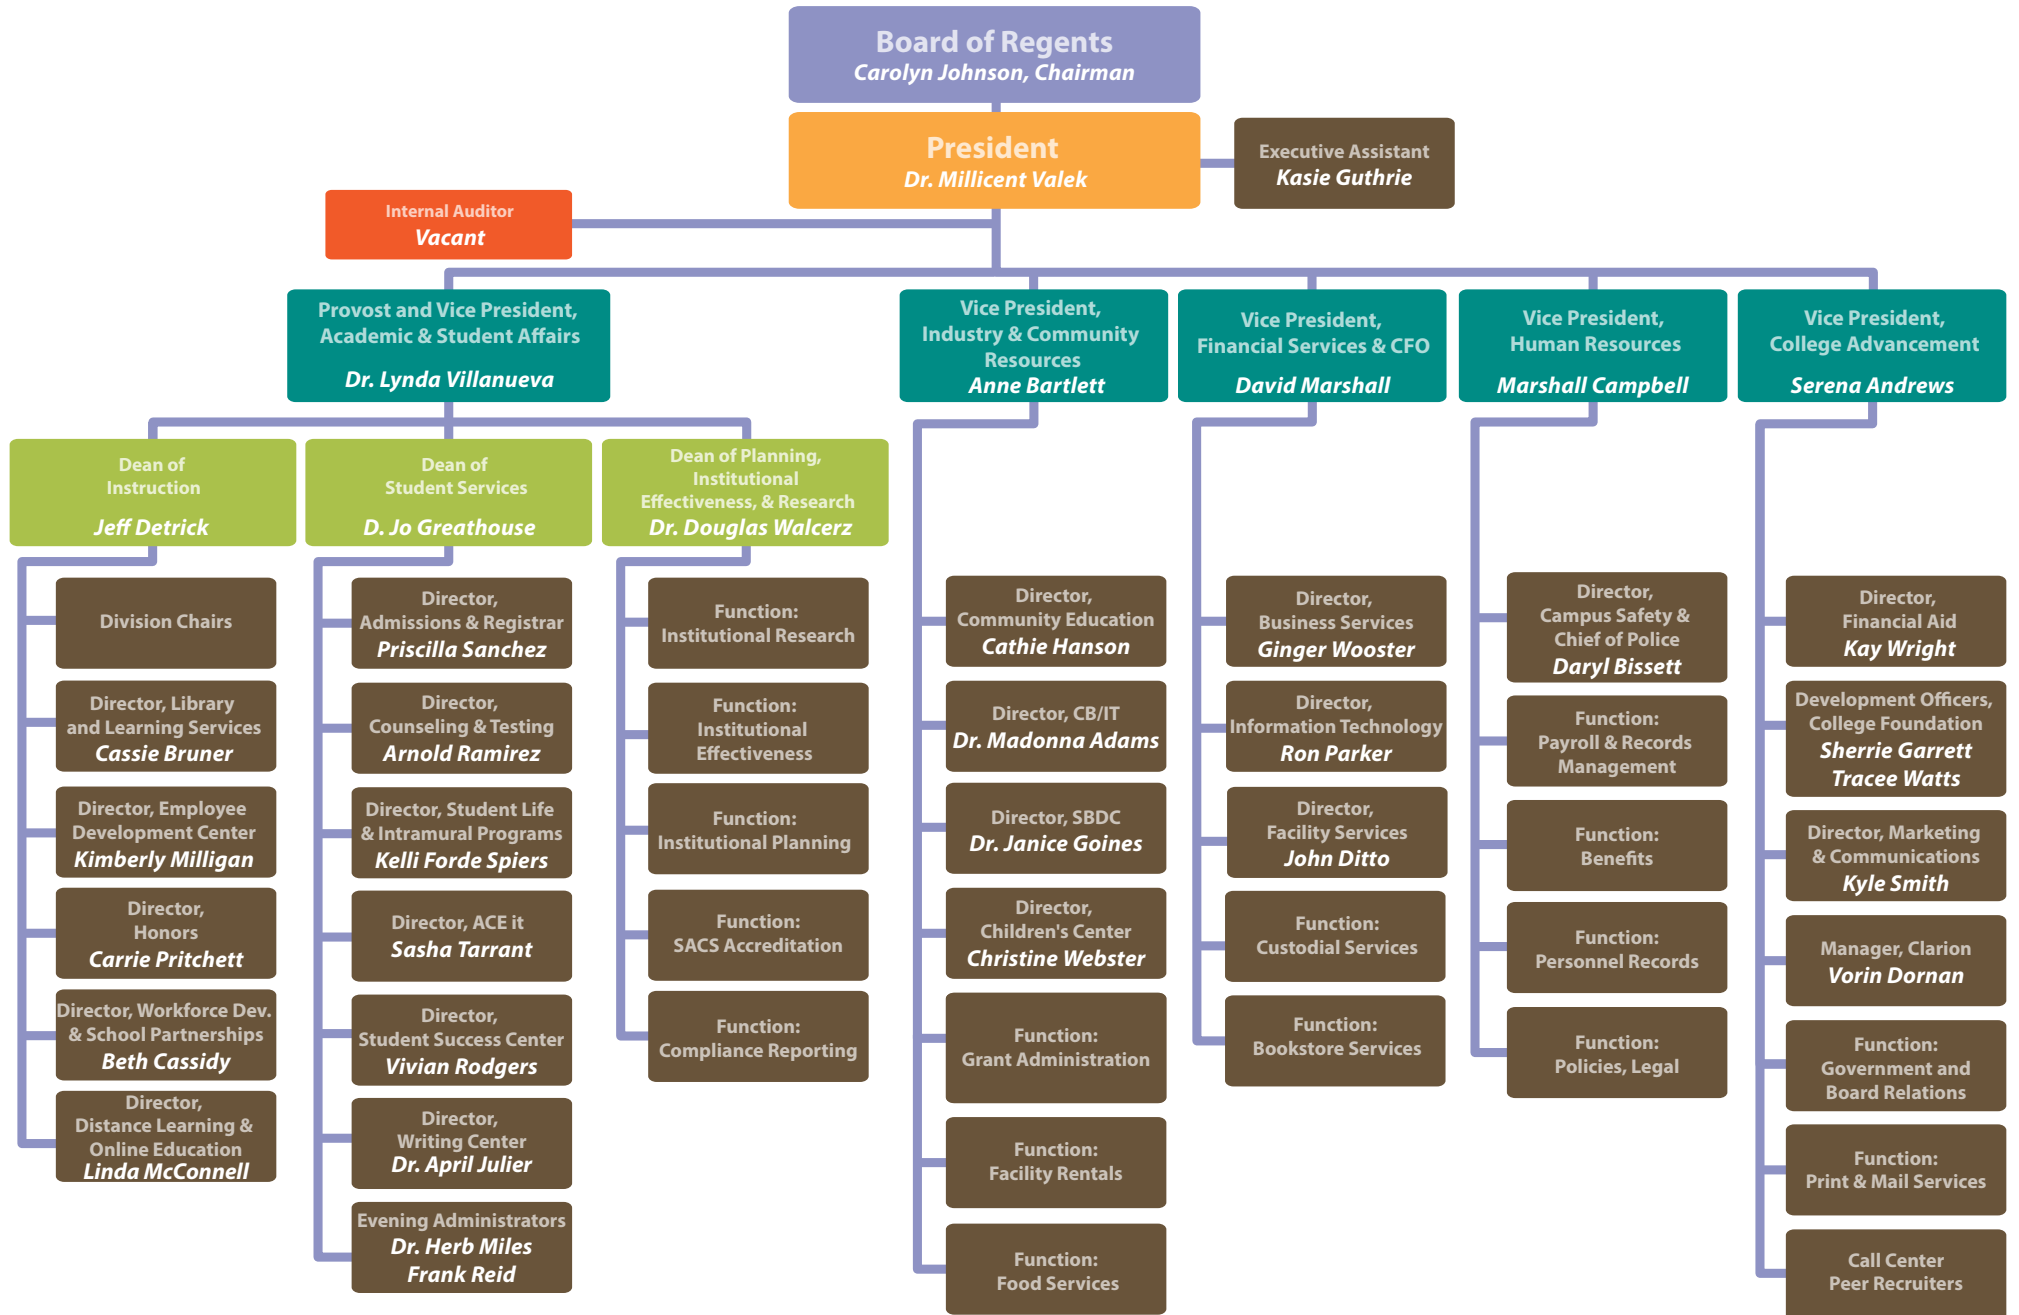 Board of Regents
Carolyn Johnson, Chairman
President
Dr. Millicent Valek
Executive Assistant
Kasie Guthrie
Internal Auditor
Vacant
Provost and Vice President,
Academic & Student Affairs
Dr. Lynda Villanueva
Vice President,
Industry & Community
Resources
Anne Bartlett
Vice President,
Financial Services & CFO
David Marshall
Vice President,
Human Resources
Marshall Campbell
Vice President,
College Advancement
Serena Andrews
Dean of
Instruction
Jeff Detrick
Dean of
Student Services
D. Jo Greathouse
Dean of Planning,
Institutional
Effectiveness, & Research
Dr. Douglas Walcerz
Division Chairs
Director, Library
and Learning Services
Cassie Bruner
Director, Employee
Development Center
Kimberly Milligan
Director,
Honors
Carrie Pritchett
Director, Workforce Dev.
& School Partnerships
Beth Cassidy
Director,
Distance Learning &
Online Education
Linda McConnell
Director,
Admissions & Registrar
Priscilla Sanchez
Director,
Counseling & Testing
Arnold Ramirez
Director, Student Life
& Intramural Programs
Kelli Forde Spiers
Director, ACE it
Sasha Tarrant
Director,
Student Success Center
Vivian Rodgers
Director,
Writing Center
Dr. April Julier
Evening Administrators
Dr. Herb Miles
Frank Reid
Function:
Institutional Research
Function:
Institutional
Effectiveness
Function:
Institutional Planning
Function:
SACS Accreditation
Function:
Compliance Reporting
Director,
Community Education
Cathie Hanson
Director, CB/IT
Dr. Madonna Adams
Director, SBDC
Dr. Janice Goines
Director,
Children's Center
Christine Webster
Function:
Grant Administration
Function:
Facility Rentals
Function:
Food Services
Director,
Business Services
Ginger Wooster
Director,
Information Technology
Ron Parker
Director,
Facility Services
John Ditto
Function:
Custodial Services
Function:
Bookstore Services
Director,
Campus Safety &
Chief of Police
Daryl Bissett
Function:
Payroll & Records
Management
Function:
Benefits
Function:
Personnel Records
Function:
Policies, Legal
Director,
Financial Aid
Kay Wright
Development Officers,
College Foundation
Sherrie Garrett
Tracee Watts
Director, Marketing
& Communications
Kyle Smith
Manager, Clarion
Vorin Dornan
Function:
Government and
Board Relations
Function:
Print & Mail Services
Call Center
Peer Recruiters